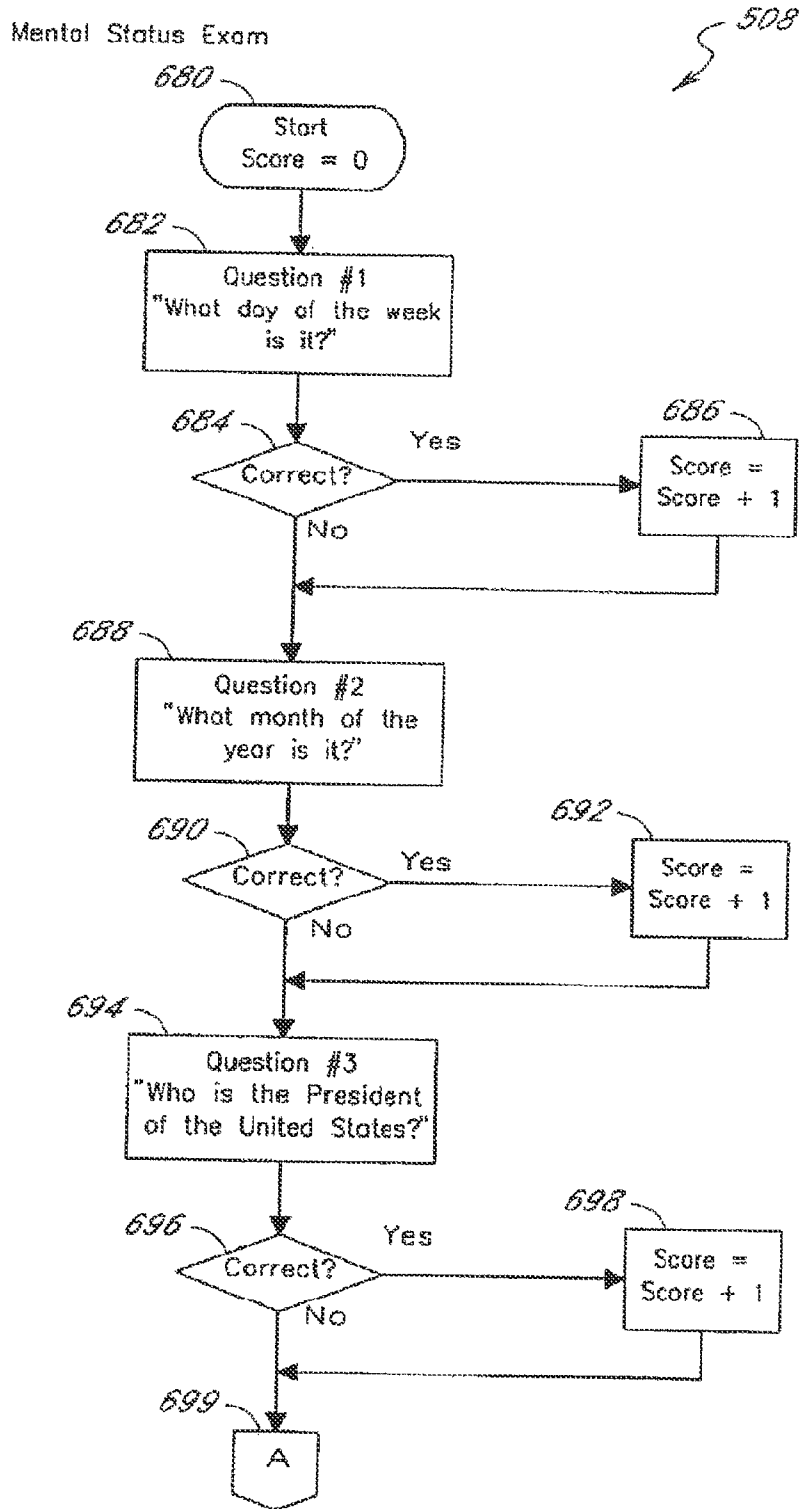 508
Mental Status Exam
680
Start
Score = 0
682
Question #1
"What day of the week
is it?"
684
Correct?
Yes
No
686
Score =
Score + 1
688
Question #2
"What month of the
year is it?"
690
Correct?
Yes
No
692
Score =
Score + 1
694
Question #3
"Who is the President
of the United States?"
696
Correct?
Yes
No
698
Score =
Score + 1
699
A